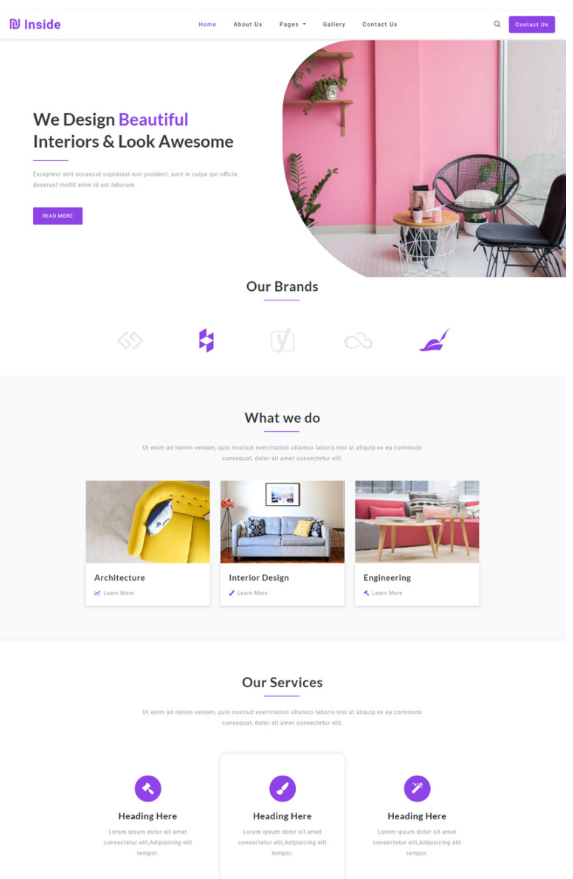 Inside
Home About Us Pages Gallery Contact Us Contact Us
We Design Beautiful
Interiors & Look Awesome
Excepteur sint occaecat cupidatat non proident, sunt in culpa qui officia
deserunt mollit anim id est laborum.
READ MORE
Our Brands
y
What we do
Ut enim ad minim veniam, quis nostrud exercitation ullamco laboris nisi ut aliquip ex ea commodo
consequat, dolor sit amet consectetur elit.
Architecture
Learn More
Interior Design
Learn More
Engineering
Learn More
Our Services
Ut enim ad minim veniam, quis nostrud exercitation ullamco laboris nisi ut aliquip ex ea commodo
consequat, dolor sit amet consectetur elit.
Heading Here
Lorem ipsum dolor sit amet
consectetur elit,Adipisicing elit
tempor.
Heading Here
Lorem ipsum dolor sit amet
consectetur elit,Adipisicing elit
tempor.
Heading Here
Lorem ipsum dolor sit amet
consectetur elit,Adipisicing elit
tempor.